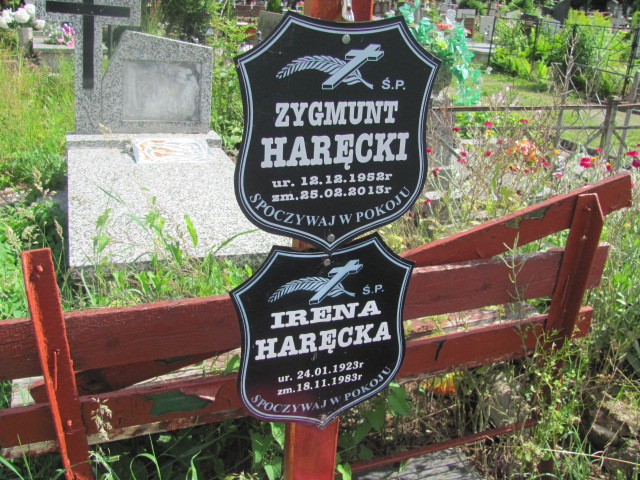 Ś.P.
ZYGMUNT
HARĘCKI
ur. 12.12.1952r
zm. 25.02.2013r
SPOCZYWAJ W POKOJU
Ś.P.
IRENA
HARĘCKA
ur. 24.01.1923r
zm. 18.11.1983r
SPOCZYWAJ W POKOJU